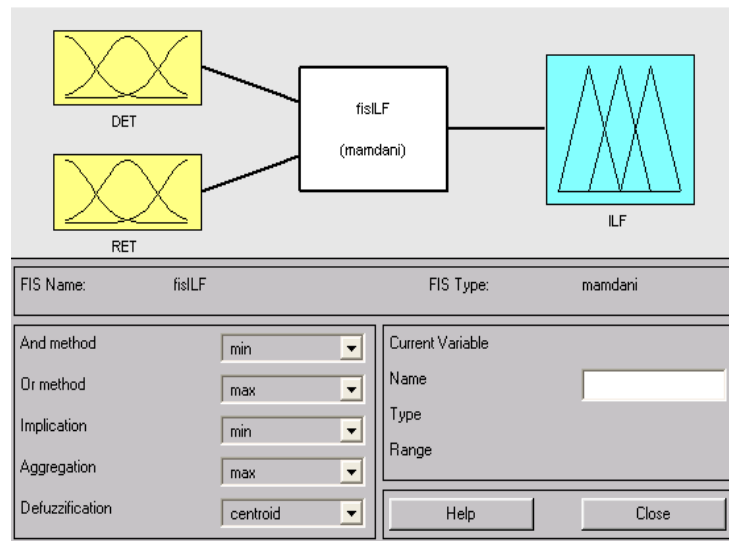 DET
RET
fisILF
(mamdani)
ILF
FIS Name: fisILF FIS Type: mamdani
And method min
Or method max
Implication min
Aggregation max
Defuzzification centroid
Current Variable
Name
Type
Range
Help Close